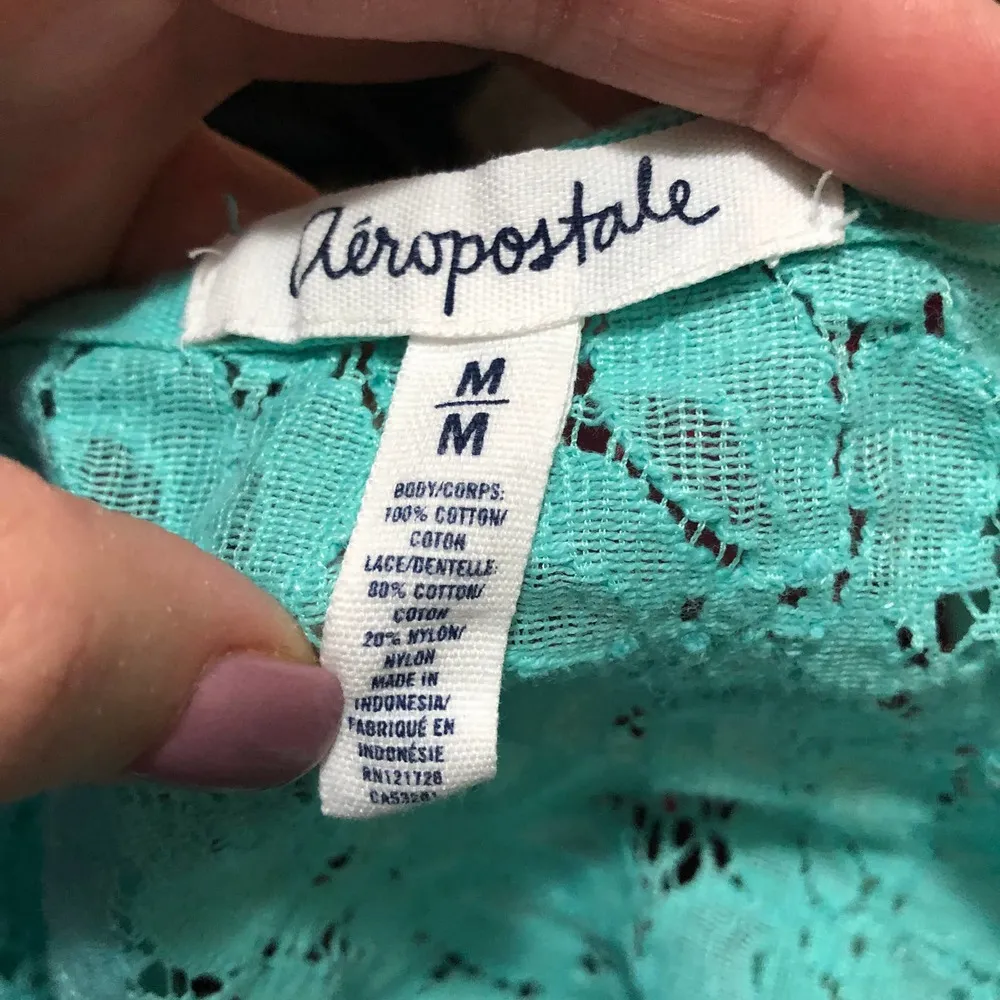 Aéropostale
M
M
BODY/CORPS:
100% COTTON/
COTON
LACE/DENTELLE:
80% COTTON/
COTON
20% NYLON/
NYLON
MADE IN
INDONESIA/
FABRIQUÉ EN
INDONÉSIE
RN121726